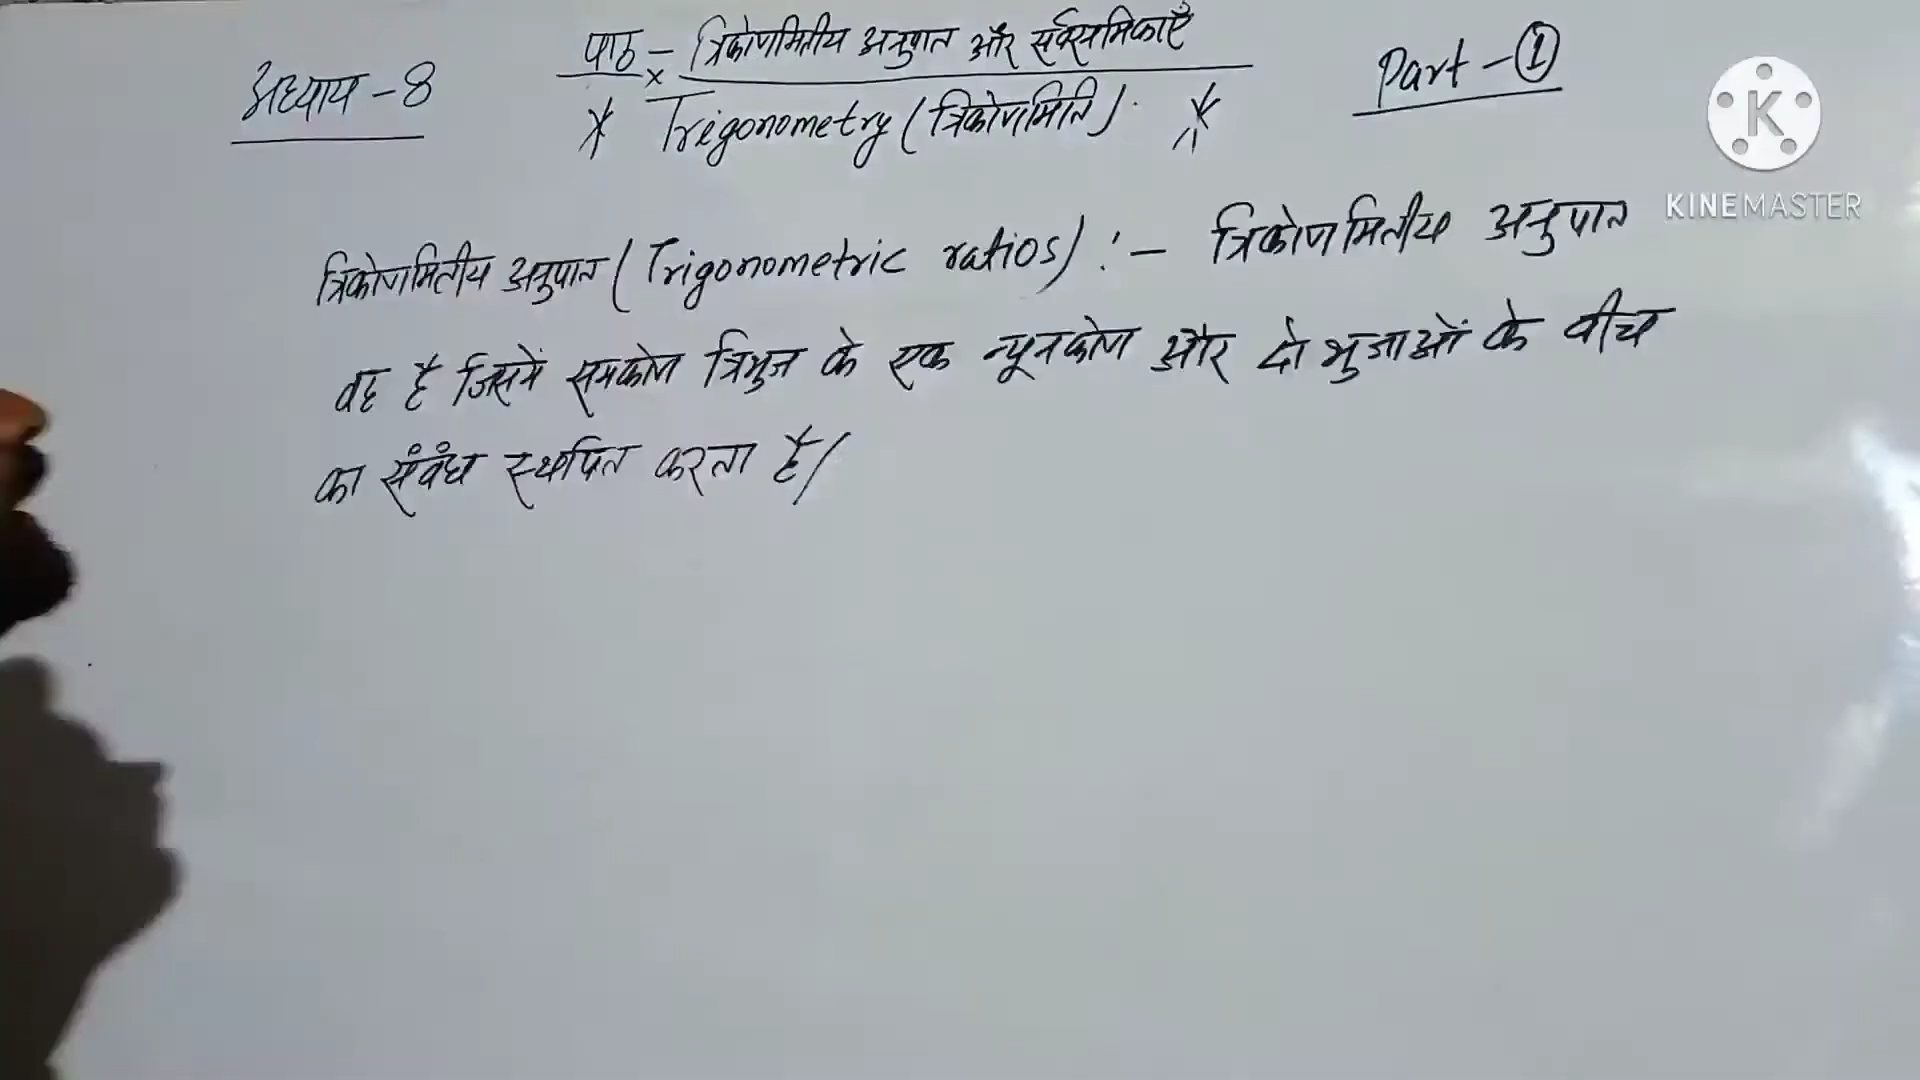 अध्याय - 8
पाठ - त्रिकोणमितीय अनुपात और सर्वसमिकाएँ
Part - ①
* Trigonometry (त्रिकोणमिति) *
K
KINEMASTER
त्रिकोणमितीय अनुपात (Trigonometric ratios) :- त्रिकोणमितीय अनुपात
वह है जिसमें समकोण त्रिभुज के एक न्यूनकोण और दो भुजाओं के बीच
का संबंध स्थापित करता है/